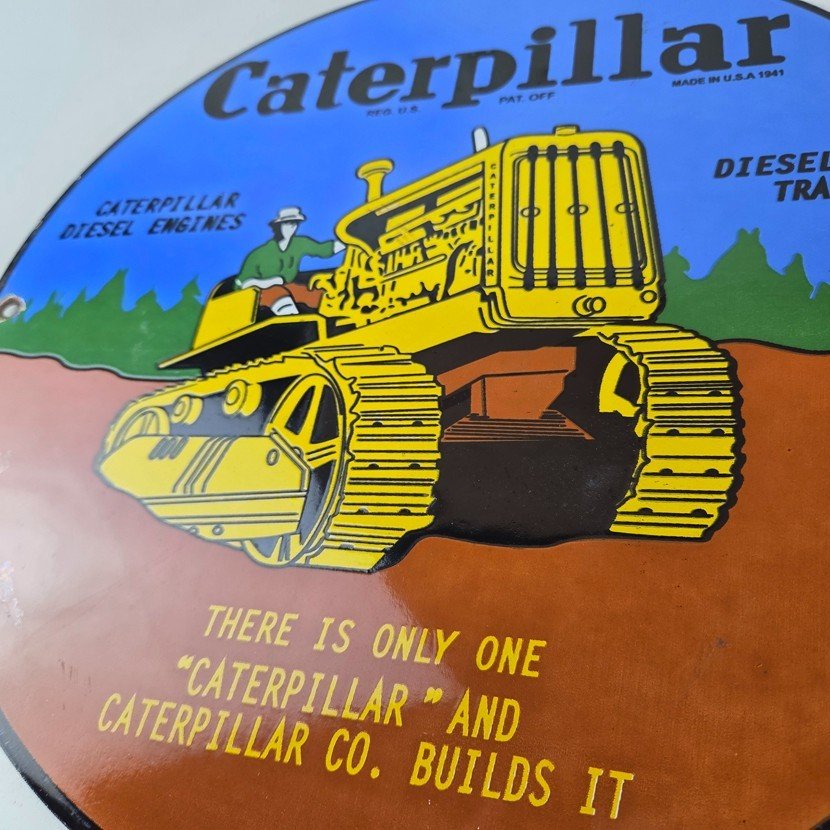 Caterpillar
REG. U.S. PAT. OFF MADE IN U.S.A 1941
CATERPILLAR
DIESEL ENGINES
DIESEL
TRA
CATERPILLAR
THERE IS ONLY ONE
"CATERPILLAR" AND
CATERPILLAR CO. BUILDS IT